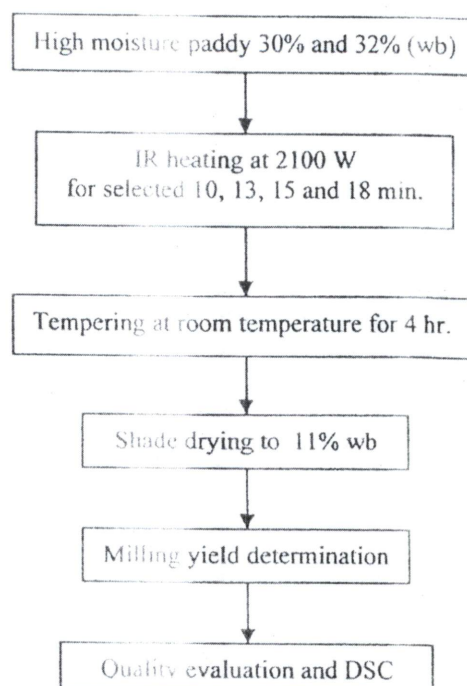 High moisture paddy 30% and 32% (wb)
IR heating at 2100 W
for selected 10, 13, 15 and 18 min.
Tempering at room temperature for 4 hr.
Shade drying to 11% wb
Milling yield determination
Quality evaluation and DSC